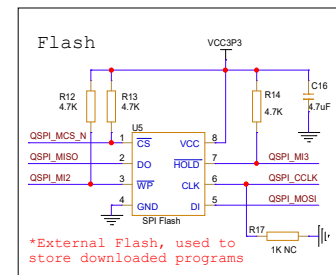 Flash
VCC3P3
R12
4.7K
R13
4.7K
R14
4.7K
C16
4.7uF
U5
QSPI_MCS_N
1
CS
VCC
8
QSPI_MISO
2
DO
HOLD
7
QSPI_MI3
QSPI_MI2
3
WP
CLK
6
QSPI_CCLK
4
GND
DI
5
QSPI_MOSI
SPI Flash
R17
1K NC
*External Flash, used to
store downloaded programs